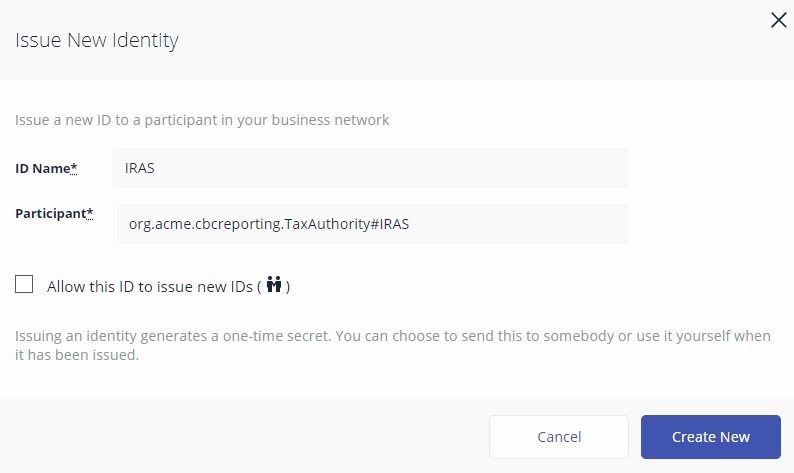 Issue New Identity
Issue a new ID to a participant in your business network
ID Name* IRAS
Participant* org.acme.cbcreporting.TaxAuthority#IRAS
Allow this ID to issue new IDs ( )
Issuing an identity generates a one-time secret. You can choose to send this to somebody or use it yourself when
it has been issued.
Cancel Create New